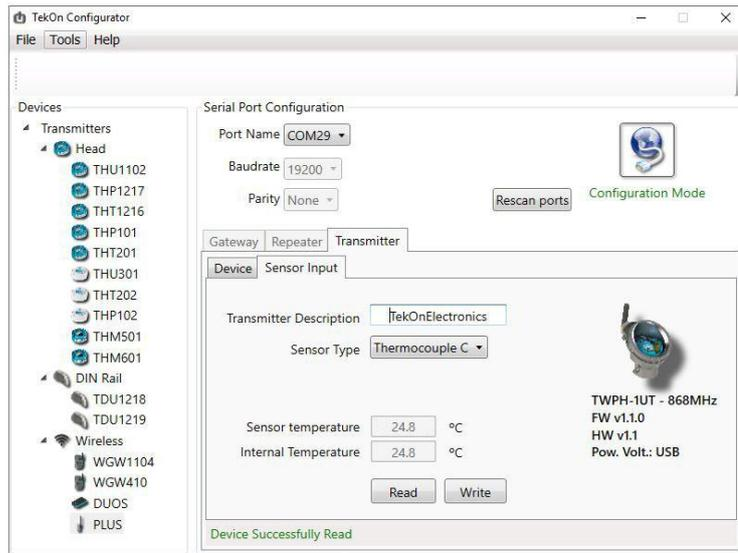 TekOn Configurator
File Tools Help
Devices
Transmitters
Head
THU1102
THP1217
THT1216
THP101
THT201
THU301
THT202
THP102
THM501
THM601
DIN Rail
TDU1218
TDU1219
Wireless
WGW1104
WGW410
DUOS
PLUS
Serial Port Configuration
Port Name COM29
Baudrate 19200
Parity None
Rescan ports
Configuration Mode
Gateway Repeater Transmitter
Device Sensor Input
Transmitter Description TekOnElectronics
Sensor Type Thermocouple C
Sensor temperature 24.8 ºC
Internal Temperature 24.8 ºC
Read Write
TWPH-1UT - 868MHz
FW v1.1.0
HW v1.1
Pow. Volt.: USB
Device Successfully Read